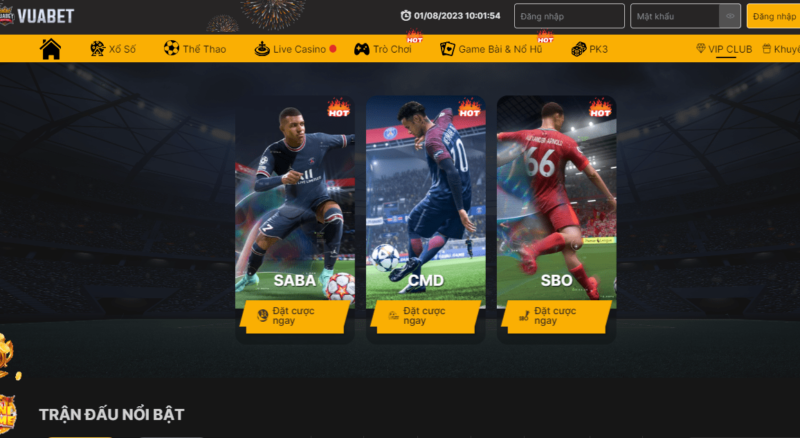 VUABET
01/08/2023 10:01:54
Đăng nhập
Mật khẩu
Đăng nhập
Xổ Số
Thể Thao
Live Casino
Trò Chơi
HOT
Game Bài & Nổ Hũ
HOT
PK3
VIP CLUB
Khuyế
HOT
HOT
HOT
10
66
SABA
CMD
SBO
Đặt cược
ngay
Đặt cược
ngay
Đặt cược
ngay
TRẬN ĐẤU NỔI BẬT